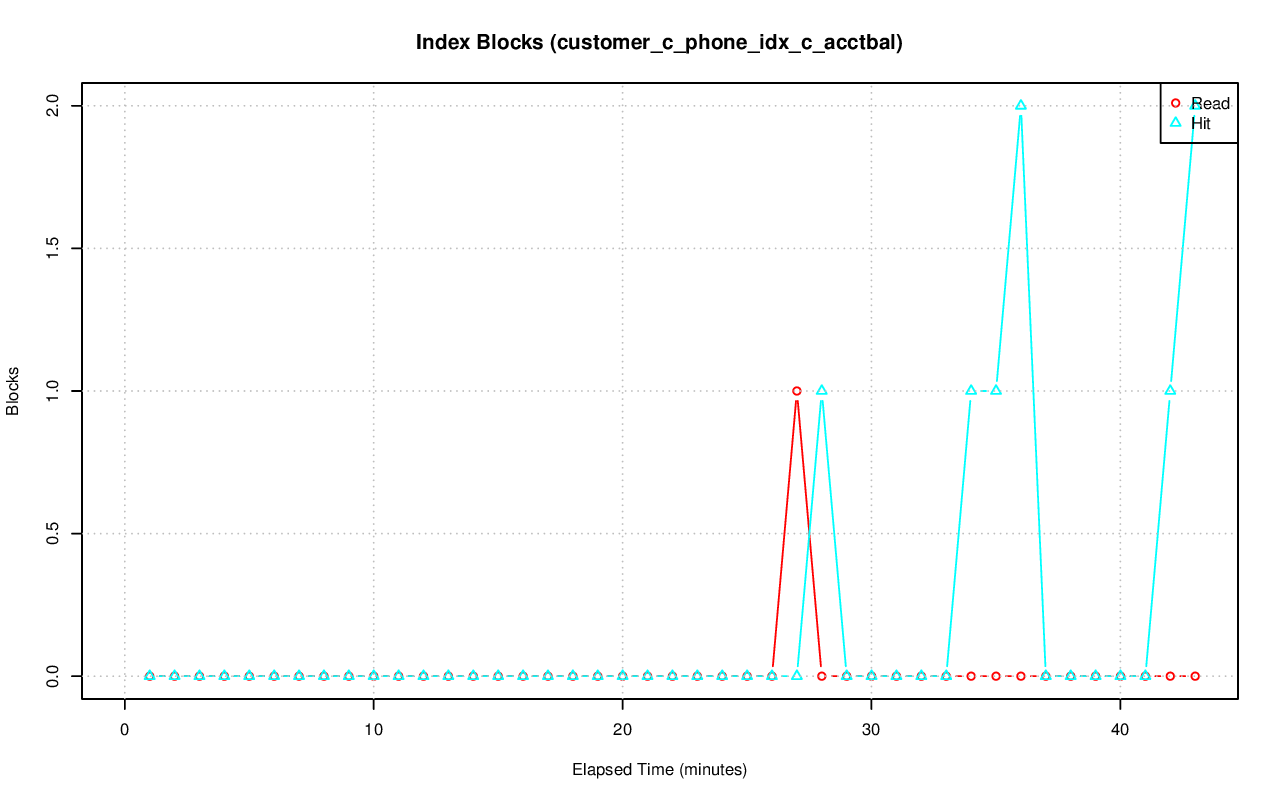 Index Blocks (customer_c_phone_idx_c_acctbal)
Read
Hit
2.0
1.5
1.0
0.5
0.0
Blocks
0 10 20 30 40
Elapsed Time (minutes)